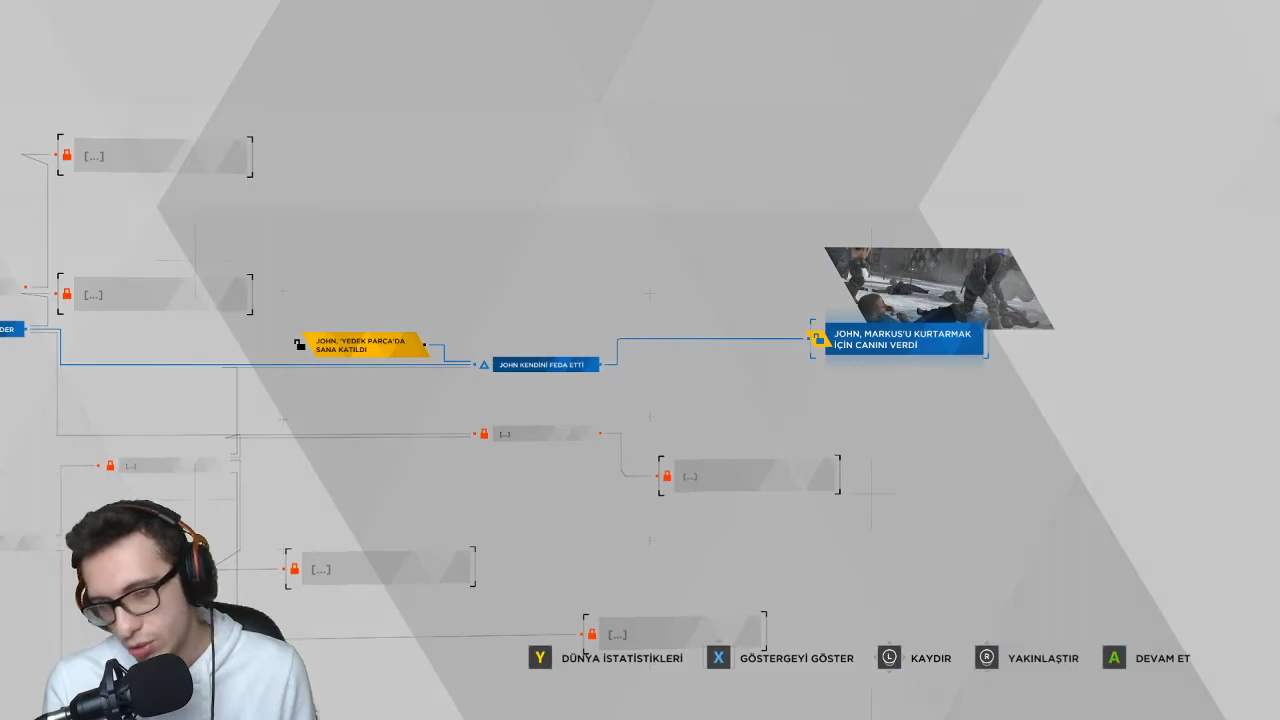 [...]
[...]
DER
JOHN, 'YEDEK PARÇA'DA
SANA KATILDI
JOHN KENDİNİ FEDA ETTİ
JOHN, MARKUS'U KURTARMAK
İÇİN CANINI VERDİ
[...]
[...]
[...]
[...]
[...]
Y DÜNYA İSTATİSTİKLERİ X GÖSTERGEYİ GÖSTER L KAYDIR R YAKINLAŞTIR A DEVAM ET